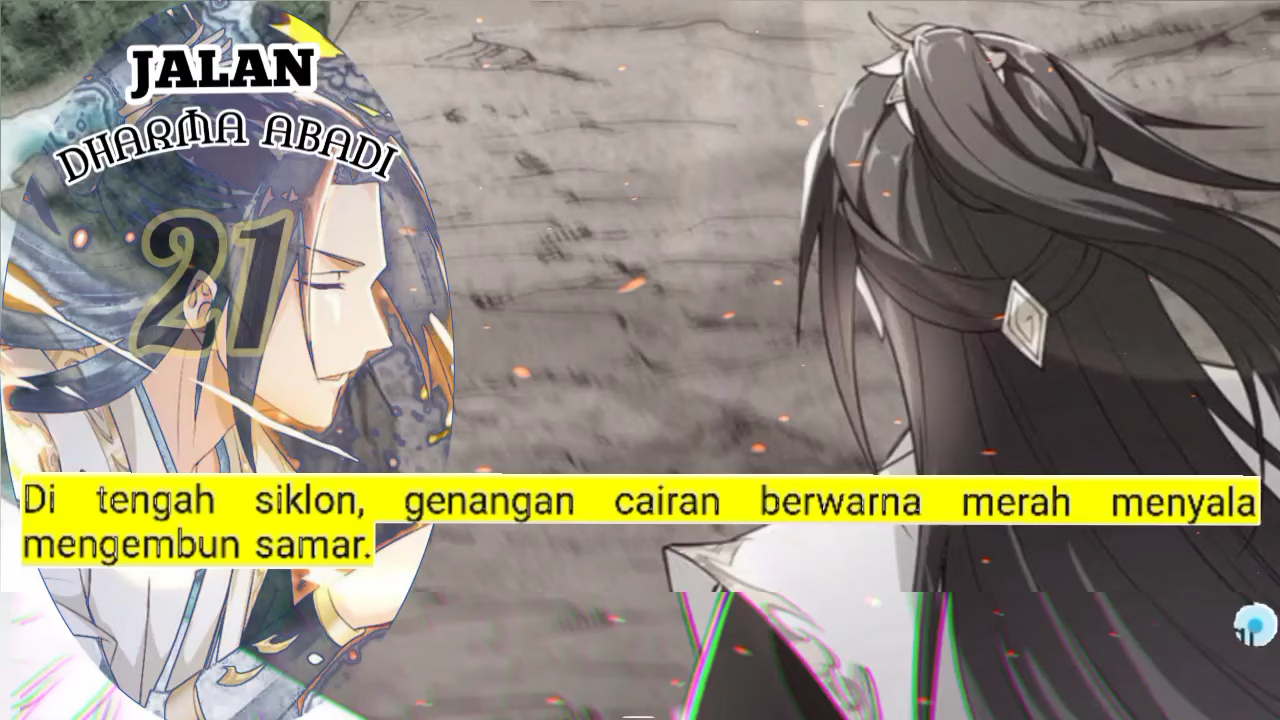 JALAN
DHARMA ABADI
21
Di tengah siklon, genangan cairan berwarna merah menyala
mengembun samar.